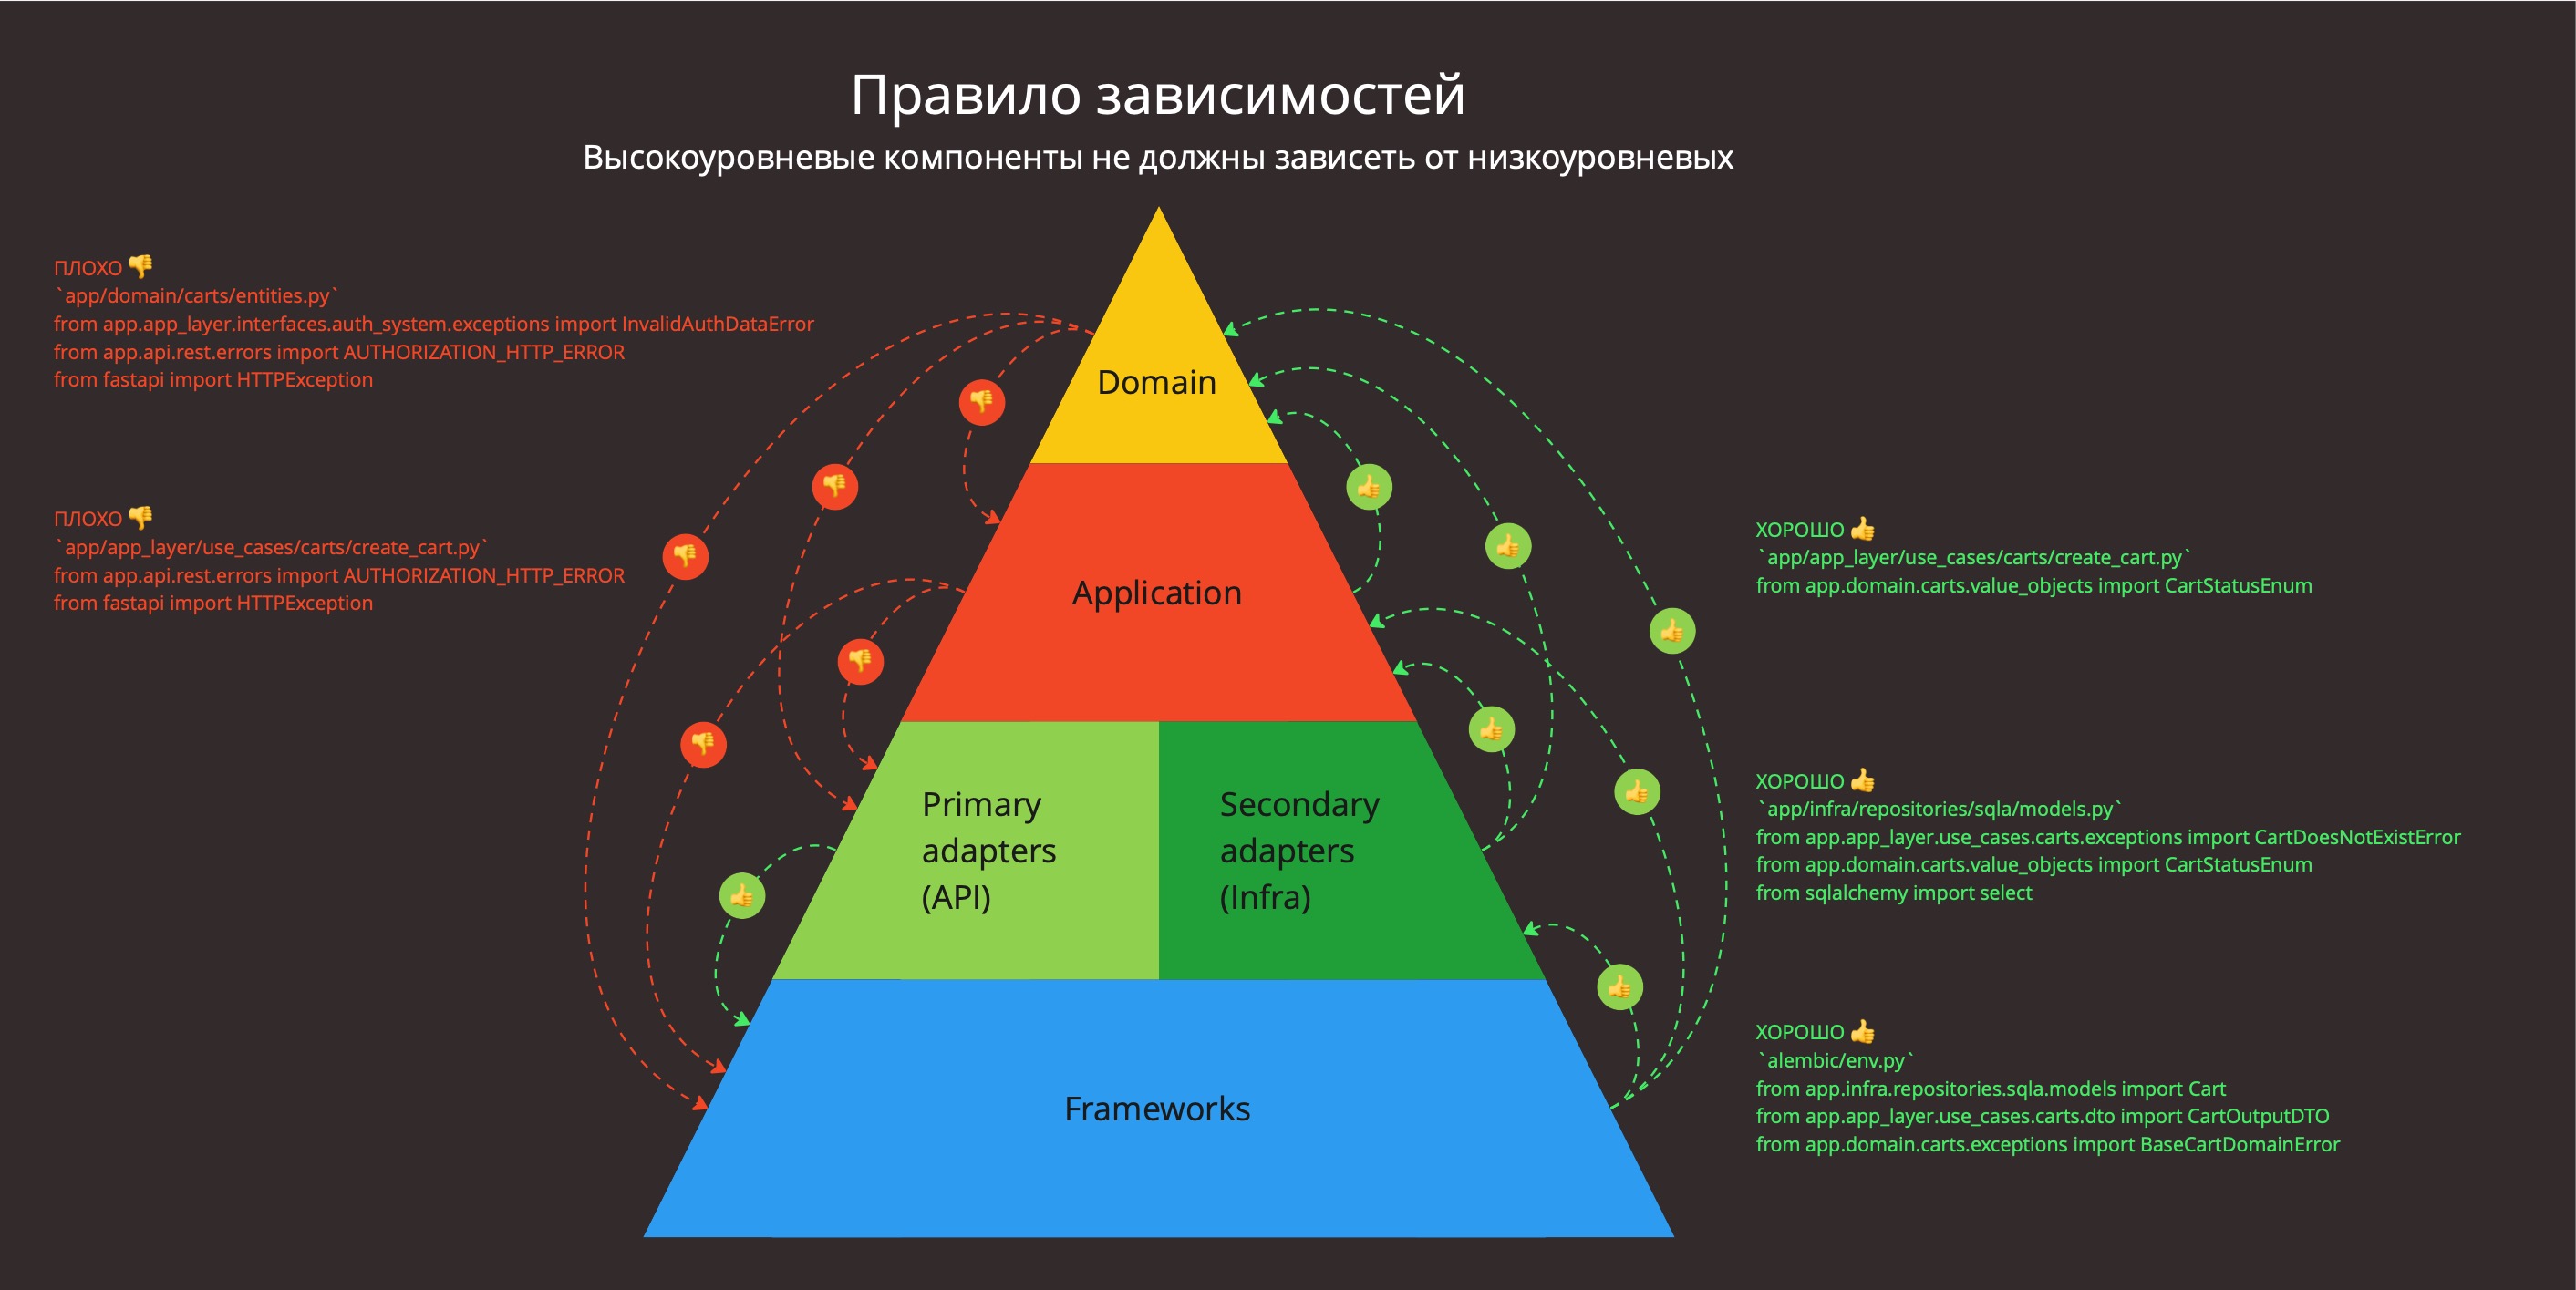 Правило зависимостей
Высокоуровневые компоненты не должны зависеть от низкоуровневых
ПЛОХО 👎
`app/domain/carts/entities.py`
from app.app_layer.interfaces.auth_system.exceptions import InvalidAuthDataError
from app.api.rest.errors import AUTHORIZATION_HTTP_ERROR
from fastapi import HTTPException
ПЛОХО 👎
`app/app_layer/use_cases/carts/create_cart.py`
from app.api.rest.errors import AUTHORIZATION_HTTP_ERROR
from fastapi import HTTPException
Domain
Application
Primary
adapters
(API)
Secondary
adapters
(Infra)
Frameworks
ХОРОШО 👍
`app/app_layer/use_cases/carts/create_cart.py`
from app.domain.carts.value_objects import CartStatusEnum
ХОРОШО 👍
`app/infra/repositories/sqla/models.py`
from app.app_layer.use_cases.carts.exceptions import CartDoesNotExistError
from app.domain.carts.value_objects import CartStatusEnum
from sqlalchemy import select
ХОРОШО 👍
`alembic/env.py`
from app.infra.repositories.sqla.models import Cart
from app.app_layer.use_cases.carts.dto import CartOutputDTO
from app.domain.carts.exceptions import BaseCartDomainError